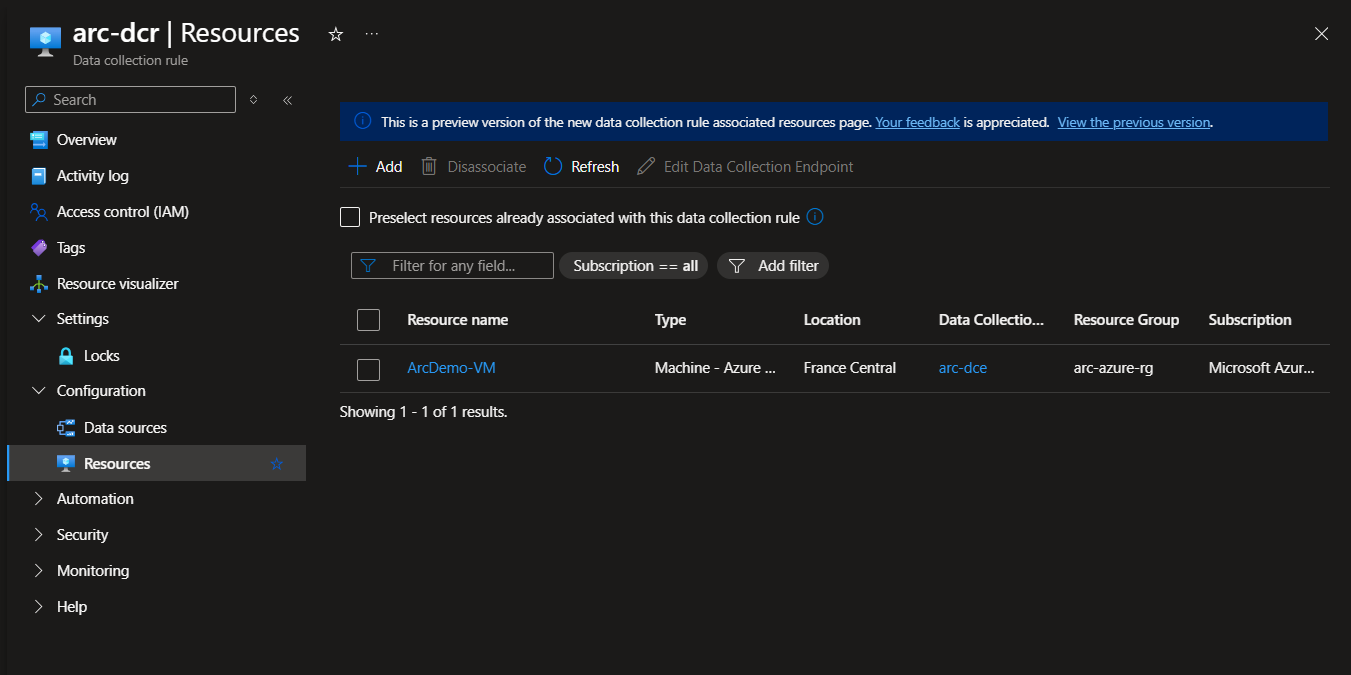 arc-dcr | Resources
Data collection rule
Search
Overview
Activity log
Access control (IAM)
Tags
Resource visualizer
Settings
Locks
Configuration
Data sources
Resources
Automation
Security
Monitoring
Help
This is a preview version of the new data collection rule associated resources page. Your feedback is appreciated. View the previous version.
Add Disassociate Refresh Edit Data Collection Endpoint
Preselect resources already associated with this data collection rule
Filter for any field... Subscription == all Add filter
Resource name Type Location Data Collectio... Resource Group Subscription
ArcDemo-VM Machine - Azure ... France Central arc-dce arc-azure-rg Microsoft Azur...
Showing 1 - 1 of 1 results.